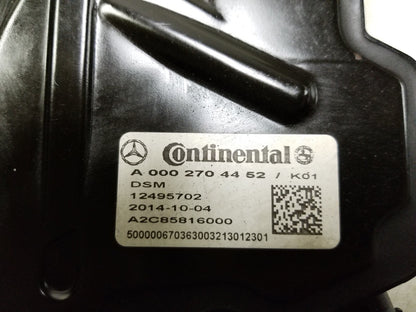 Continental
A 000 270 44 52 / K01
DSM
12495702
2014-10-04
A2C85816000
500000670363003213012301